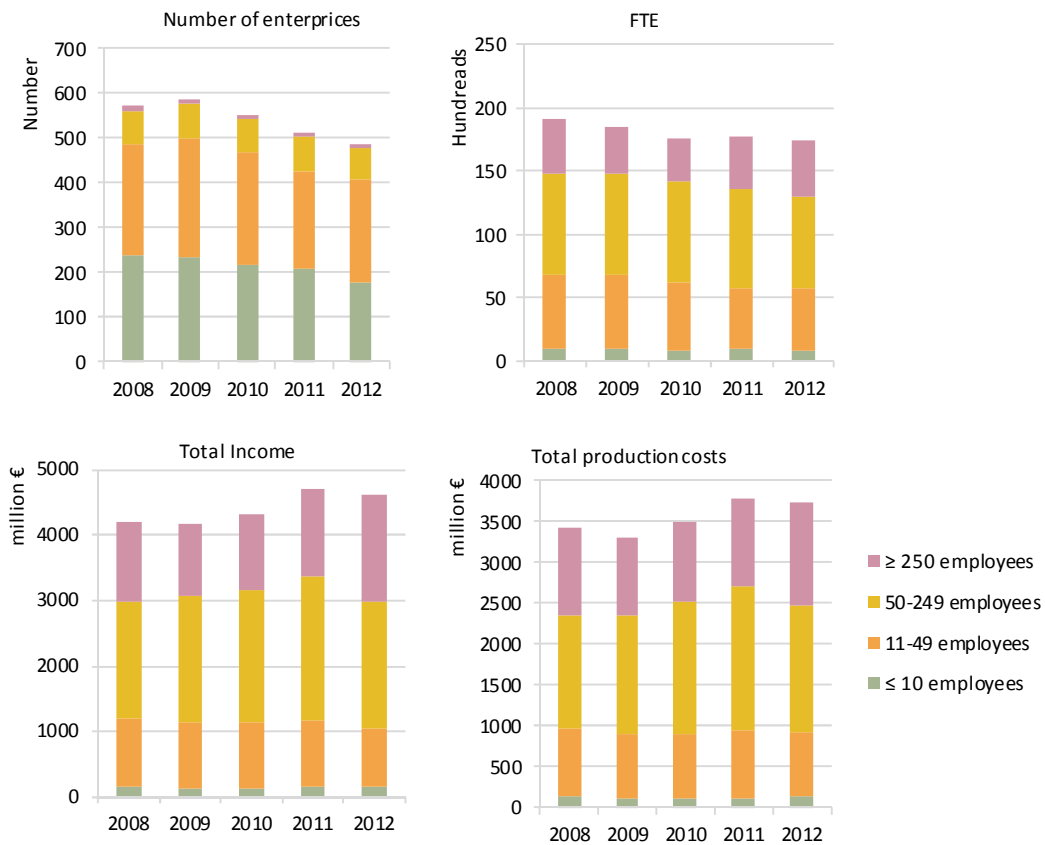 Number of enterprices
Number
700
600
500
400
300
200
100
0
2008 2009 2010 2011 2012
FTE
Hundreads
250
200
150
100
50
0
2008 2009 2010 2011 2012
Total Income
million €
5000
4000
3000
2000
1000
0
2008 2009 2010 2011 2012
Total production costs
million €
4000
3500
3000
2500
2000
1500
1000
500
0
2008 2009 2010 2011 2012
≥ 250 employees
50-249 employees
11-49 employees
≤ 10 employees